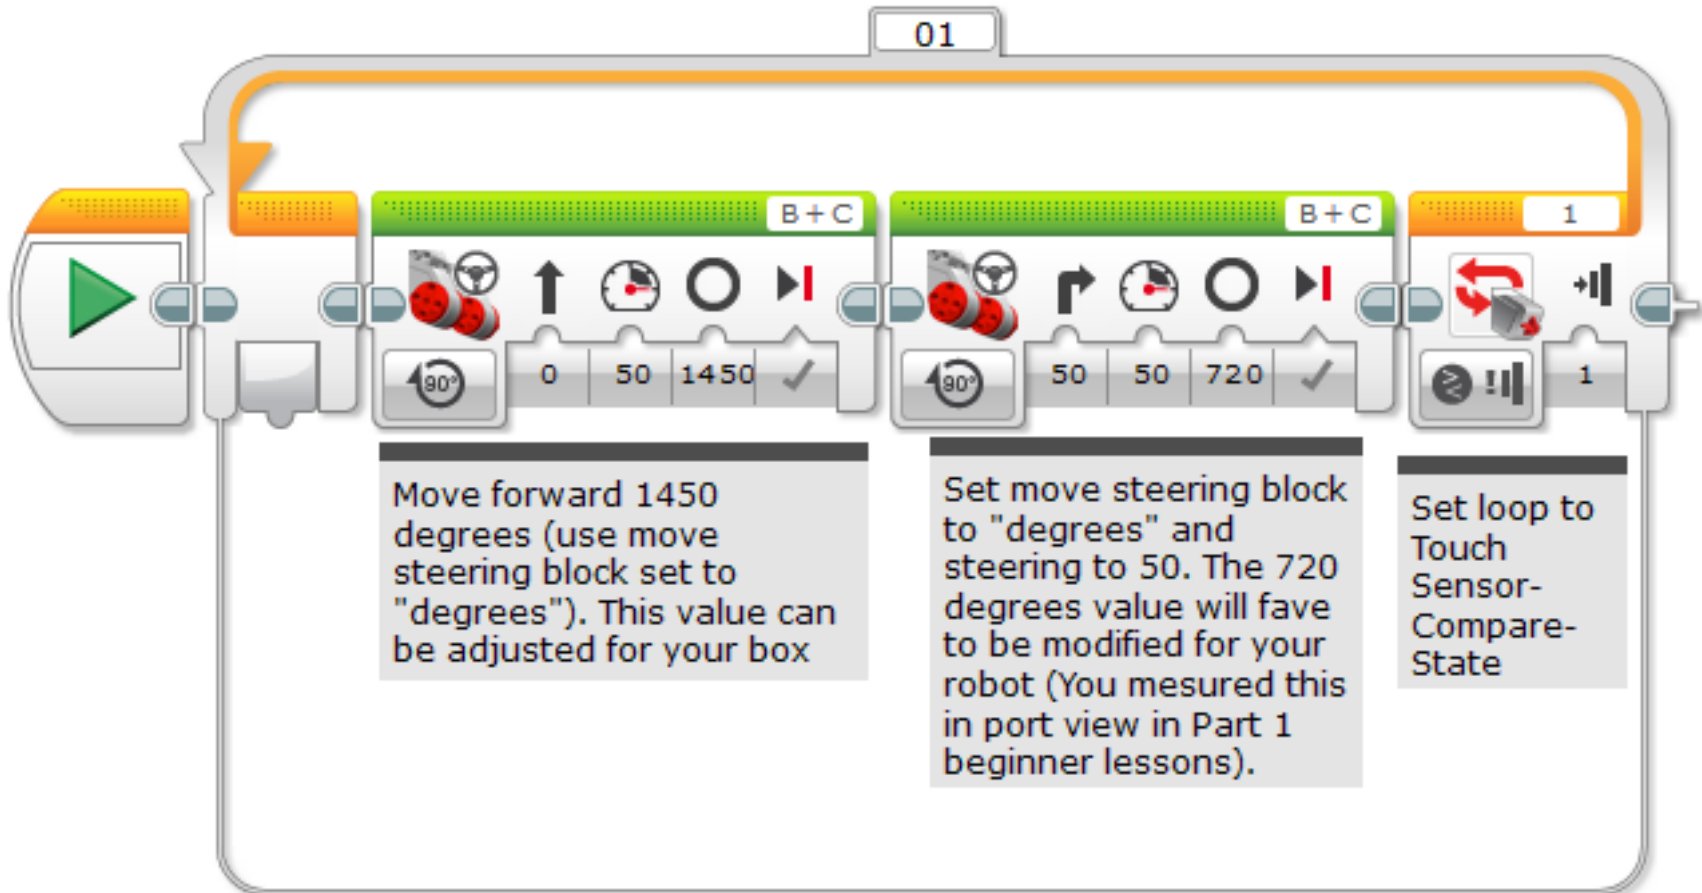 01
B + C
B + C
1
90°
0
50
1450
90°
50
50
720
1
Move forward 1450
degrees (use move
steering block set to
"degrees"). This value can
be adjusted for your box
Set move steering block
to "degrees" and
steering to 50. The 720
degrees value will fave
to be modified for your
robot (You mesured this
in port view in Part 1
beginner lessons).
Set loop to
Touch
Sensor-
Compare-
State